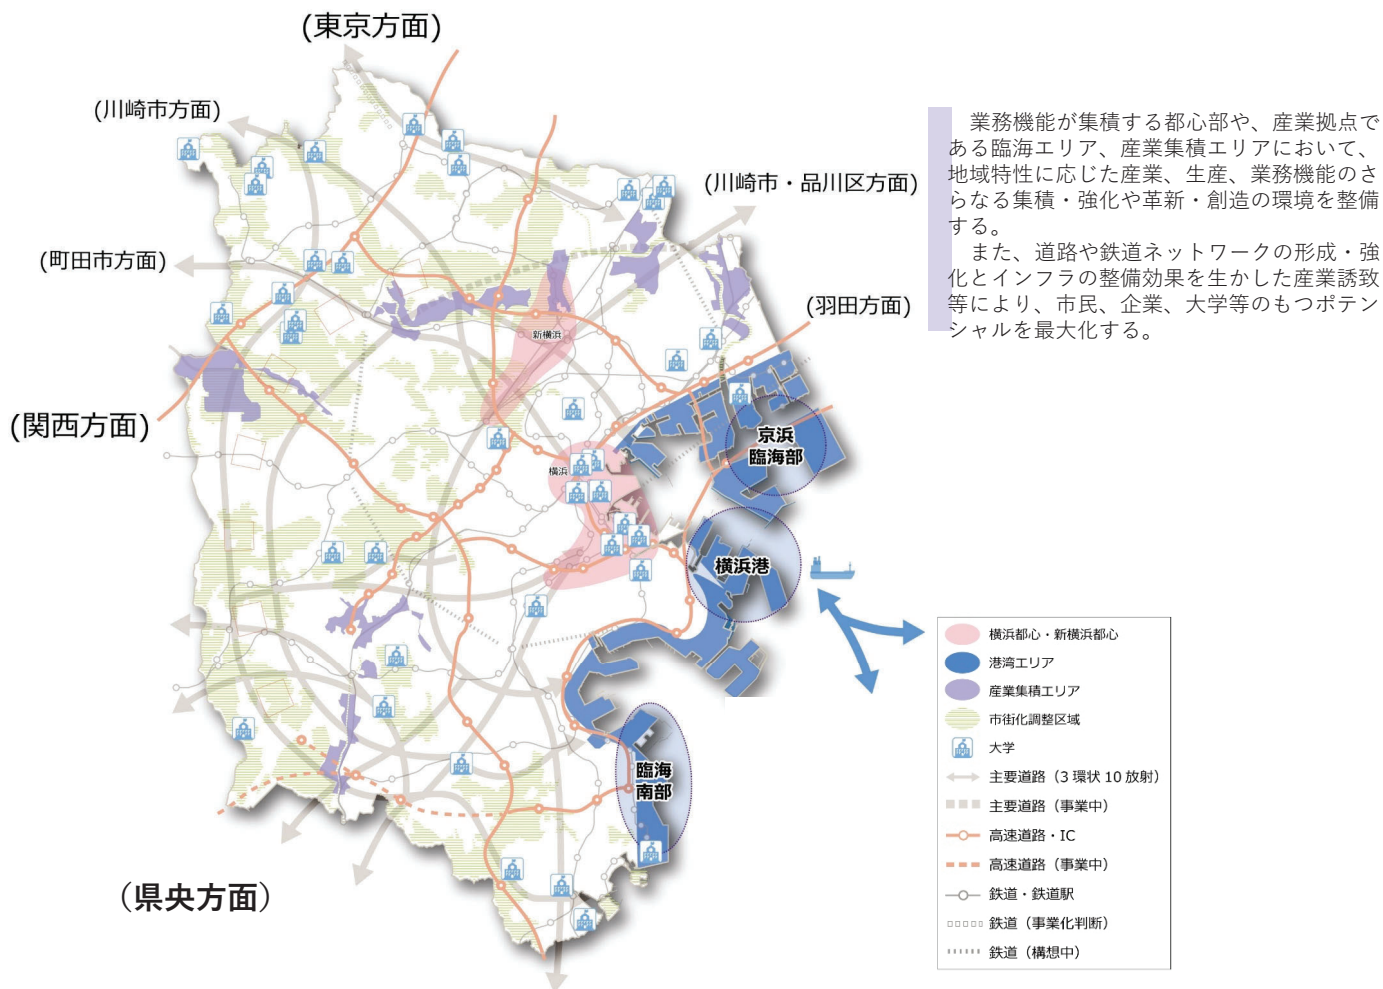 (東京方面)
(川崎市方面)
(川崎市・品川区方面)
(町田市方面)
(羽田方面)
(関西方面)
新横浜
横浜
京浜
臨海部
横浜港
臨海
南部
(県央方面)
業務機能が集積する都心部や、産業拠点で
ある臨海エリア、産業集積エリアにおいて、
地域特性に応じた産業、生産、業務機能のさ
らなる集積・強化や革新・創造の環境を整備
する。
また、道路や鉄道ネットワークの形成・強
化とインフラの整備効果を生かした産業誘致
等により、市民、企業、大学等のもつポテン
シャルを最大化する。
横浜都心・新横浜都心
港湾エリア
産業集積エリア
市街化調整区域
大学
主要道路（3環状10放射）
主要道路（事業中）
高速道路・IC
高速道路（事業中）
鉄道・鉄道駅
鉄道（事業化判断）
鉄道（構想中）